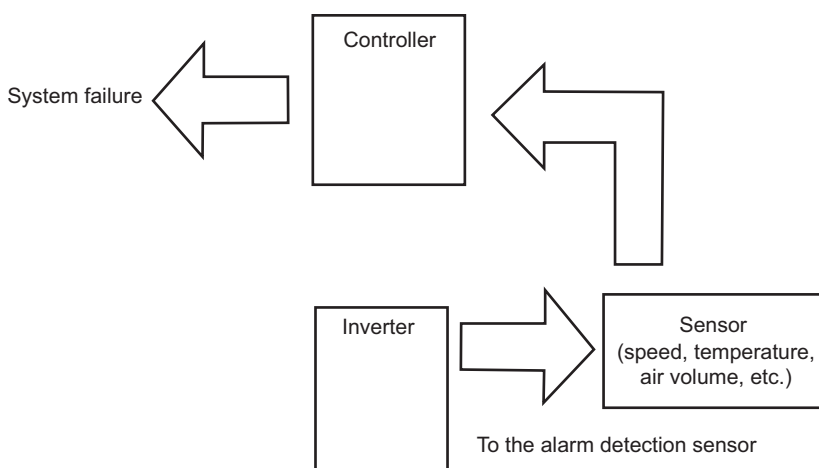 Controller
System failure
Inverter
Sensor
(speed, temperature,
air volume, etc.)
To the alarm detection sensor